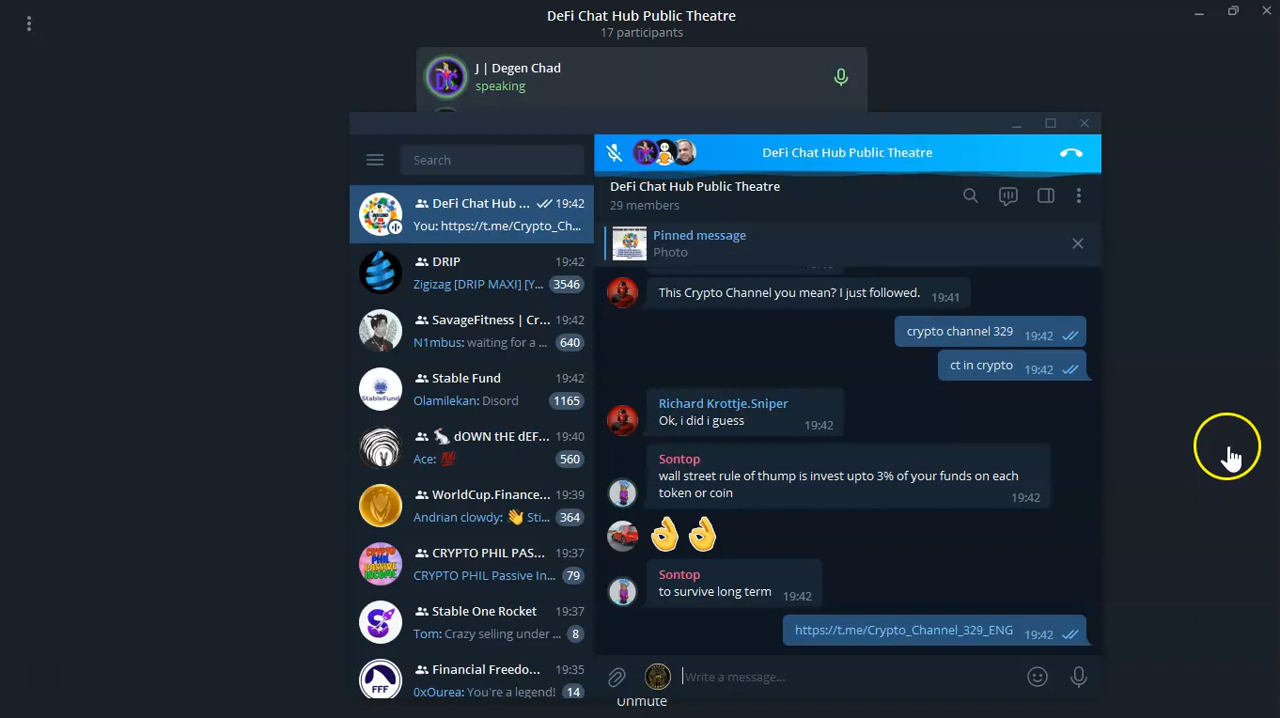 DeFi Chat Hub Public Theatre
17 participants
J | Degen Chad
speaking
Search
DeFi Chat Hub ...
19:42
You: https://t.me/Crypto_Ch...
DRIP
19:42
Zigizag [DRIP MAXI] [Y...
3546
SavageFitness | Cr...
19:42
N1mbus: waiting for a ...
640
Stable Fund
19:42
Olamilekan: Disord
1165
dOWN tHE dEF...
19:40
Ace: 💯
560
WorldCup.Finance...
19:39
Andrian clowdy: 👋 Sti...
364
CRYPTO PHIL PAS...
19:37
CRYPTO PHIL Passive In...
79
Stable One Rocket
19:37
Tom: Crazy selling under ...
8
Financial Freedo...
19:35
0xOurea: You're a legend!
14
DeFi Chat Hub Public Theatre
DeFi Chat Hub Public Theatre
29 members
Pinned message
Photo
This Crypto Channel you mean? I just followed.
19:41
crypto channel 329
19:42
ct in crypto
19:42
Richard Krottje.Sniper
Ok, i did i guess
19:42
Sontop
wall street rule of thump is invest upto 3% of your funds on each
token or coin
19:42
Sontop
to survive long term
19:42
https://t.me/Crypto_Channel_329_ENG
19:42
Write a message...
Unmute
StableFund
CRYPTO
PHIL
PASSIVE
INCOME
FFF